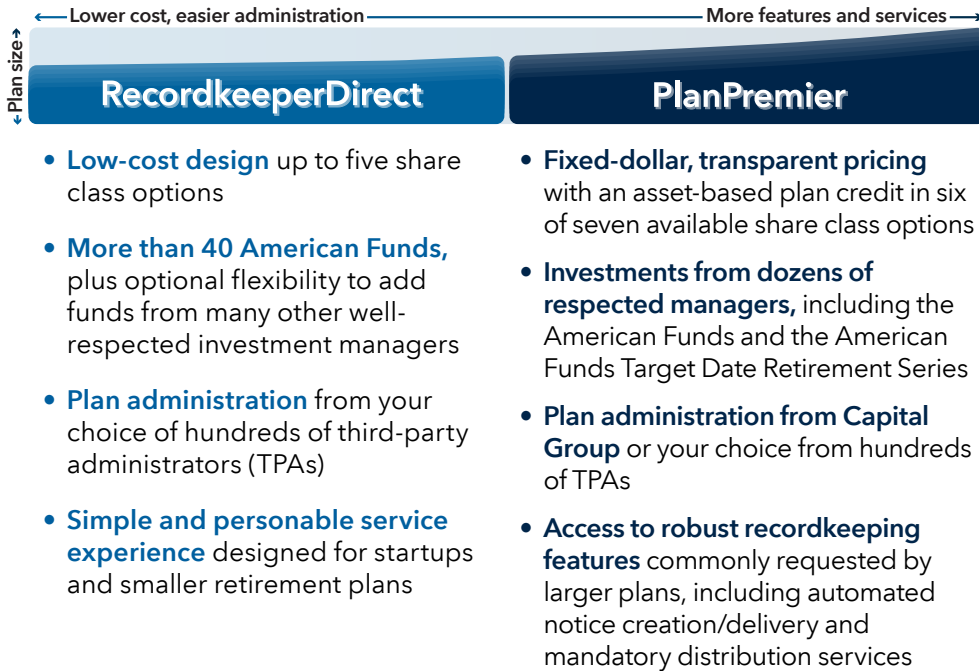 Lower cost, easier administration
More features and services
Plan size
RecordkeeperDirect
• Low-cost design up to five share
class options
• More than 40 American Funds,
plus optional flexibility to add
funds from many other well-
respected investment managers
• Plan administration from your
choice of hundreds of third-party
administrators (TPAs)
• Simple and personable service
experience designed for startups
and smaller retirement plans
PlanPremier
• Fixed-dollar, transparent pricing
with an asset-based plan credit in six
of seven available share class options
• Investments from dozens of
respected managers, including the
American Funds and the American
Funds Target Date Retirement Series
• Plan administration from Capital
Group or your choice from hundreds
of TPAs
• Access to robust recordkeeping
features commonly requested by
larger plans, including automated
notice creation/delivery and
mandatory distribution services